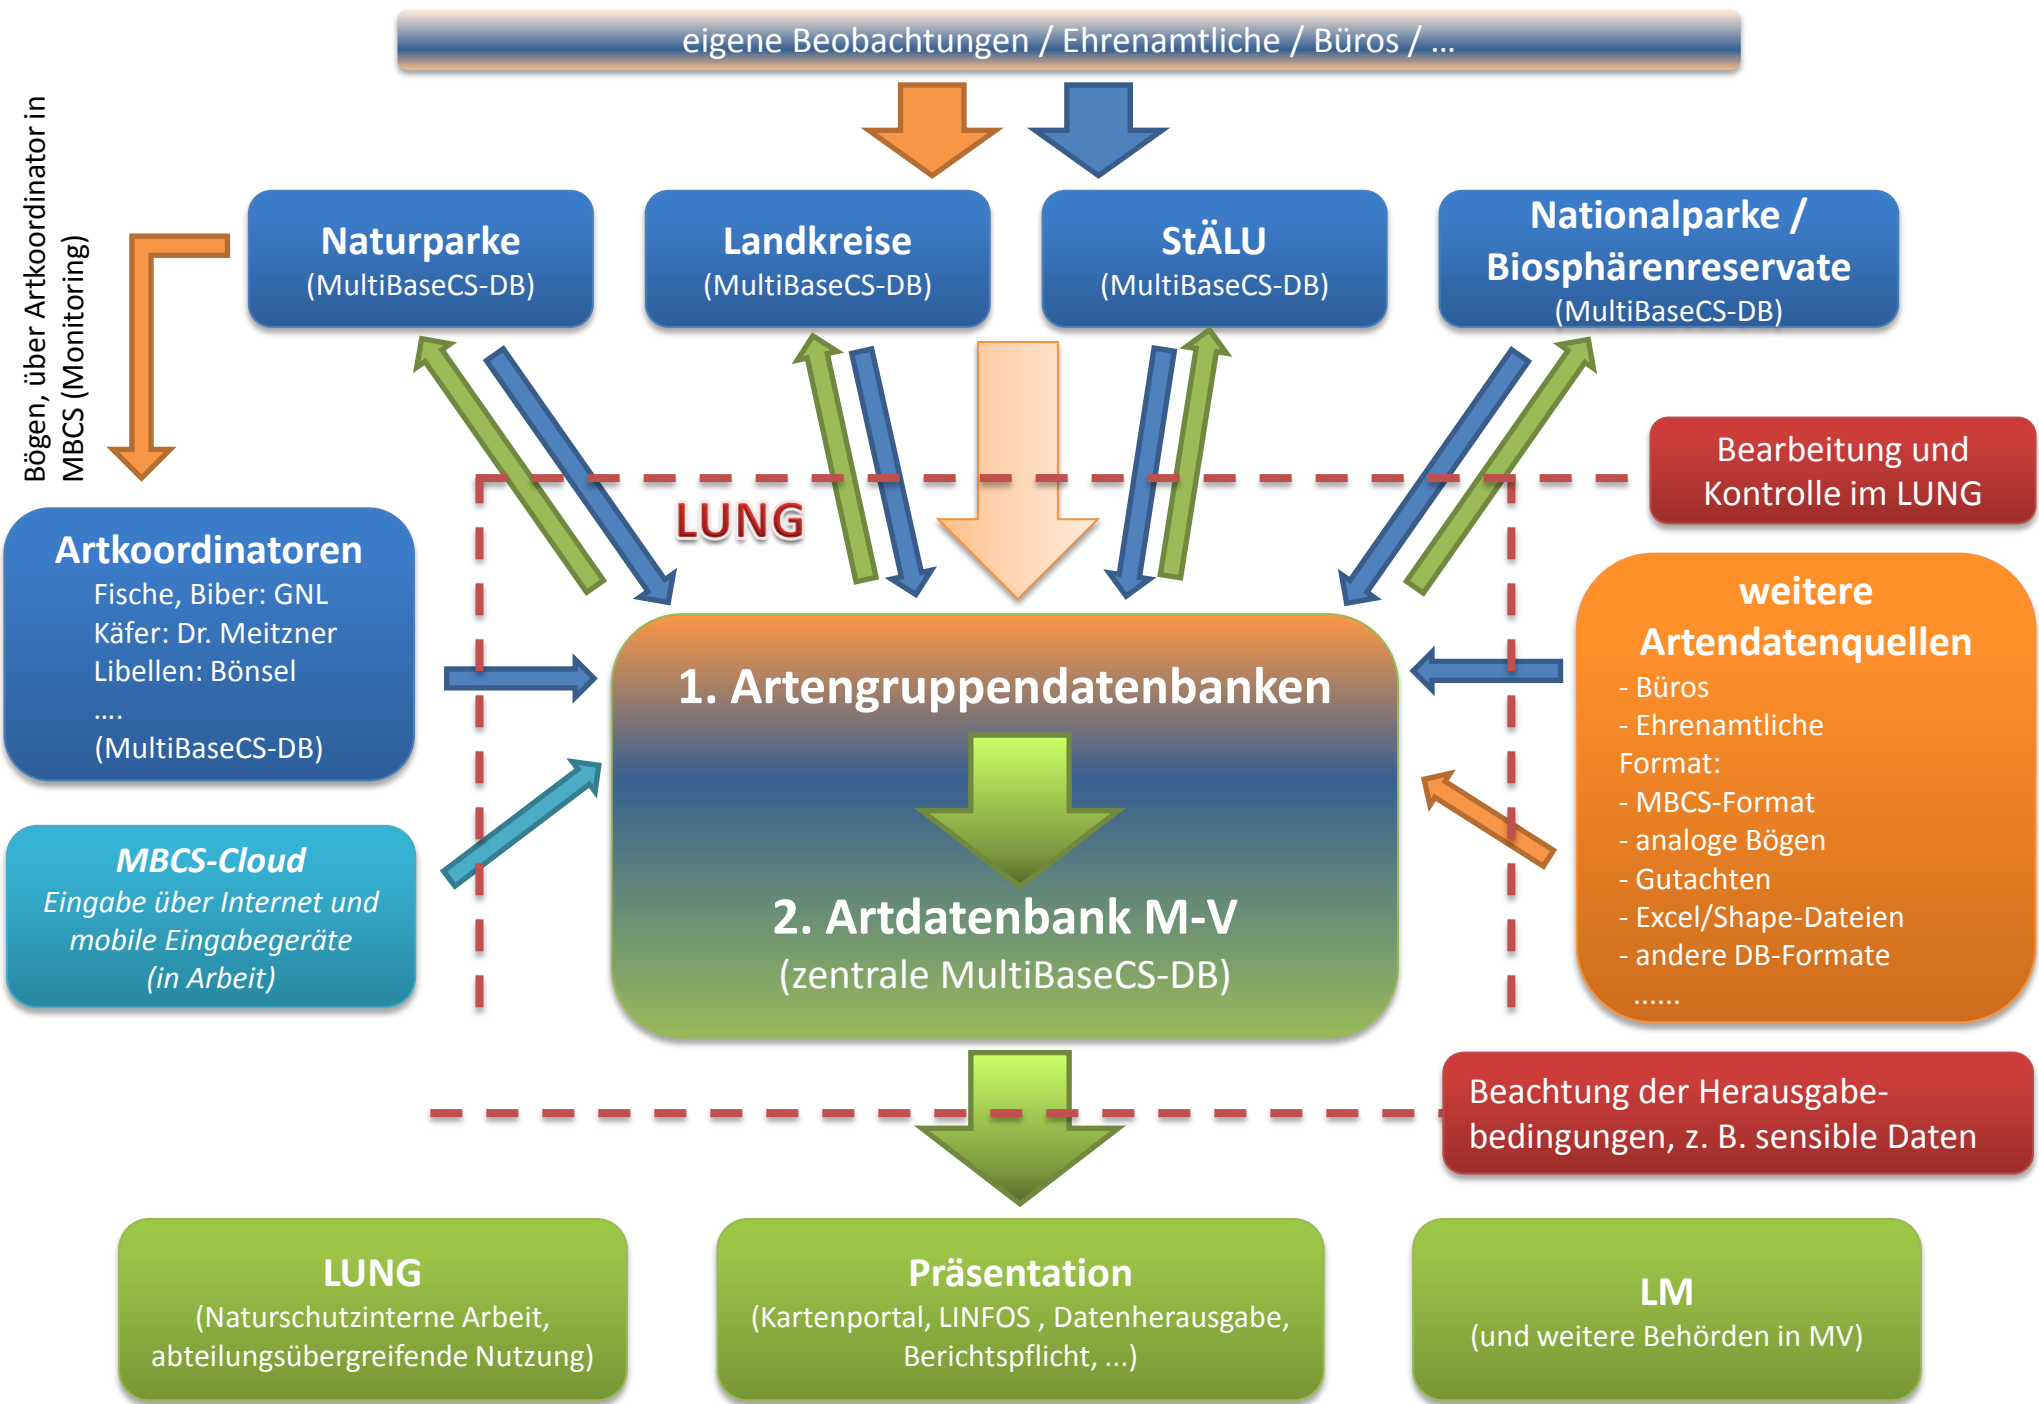 eigene Beobachtungen / Ehrenamtliche / Büros / ...
Bögen, über Artkoordinator in
MBCS (Monitoring)
Naturparke
(MultiBaseCS-DB)
Landkreise
(MultiBaseCS-DB)
StÄLU
(MultiBaseCS-DB)
Nationalparke /
Biosphärenreservate
(MultiBaseCS-DB)
Bearbeitung und
Kontrolle im LUNG
LUNG
Artkoordinatoren
Fische, Biber: GNL
Käfer: Dr. Meitzner
Libellen: Bönsel
....
(MultiBaseCS-DB)
MBCS-Cloud
Eingabe über Internet und
mobile Eingabegeräte
(in Arbeit)
1. Artengruppendatenbanken
2. Artdatenbank M-V
(zentrale MultiBaseCS-DB)
weitere
Artendatenquellen
- Büros
- Ehrenamtliche
Format:
- MBCS-Format
- analoge Bögen
- Gutachten
- Excel/Shape-Dateien
- andere DB-Formate
......
Beachtung der Herausgabe-
bedingungen, z. B. sensible Daten
LUNG
(Naturschutzinterne Arbeit,
abteilungsübergreifende Nutzung)
Präsentation
(Kartenportal, LINFOS , Datenherausgabe,
Berichtspflicht, ...)
LM
(und weitere Behörden in MV)